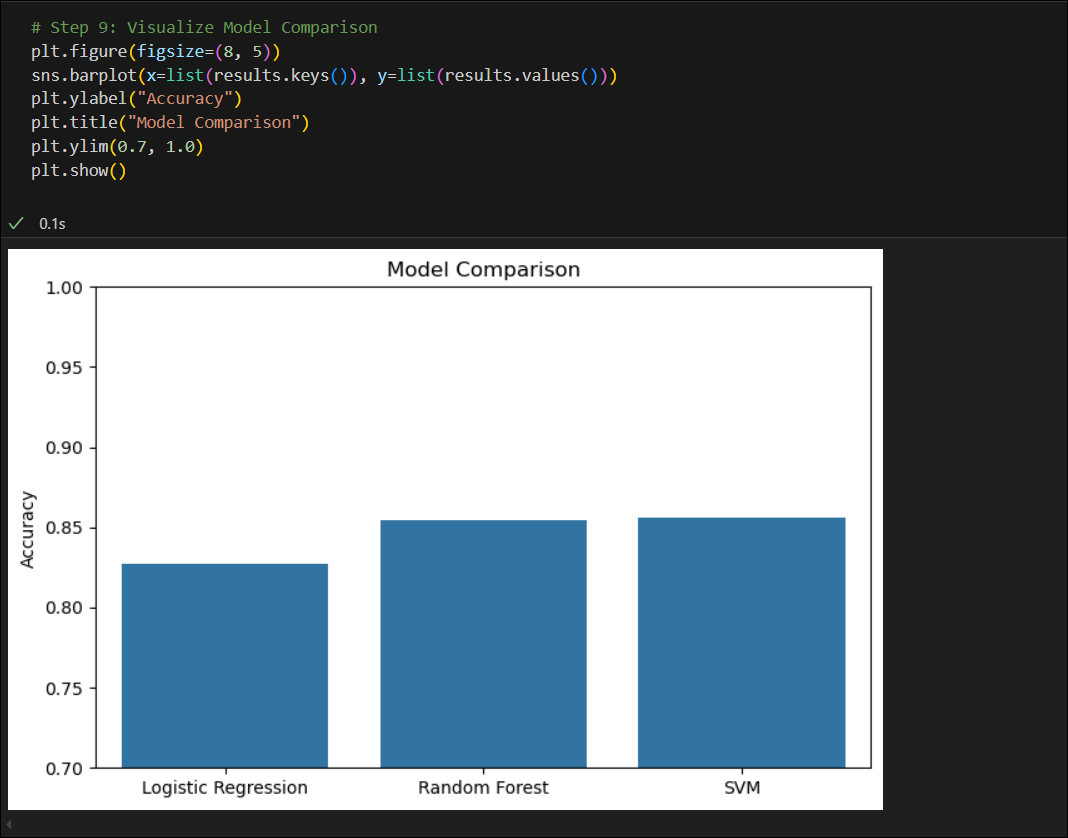 # Step 9: Visualize Model Comparison
plt.figure(figsize=(8, 5))
sns.barplot(x=list(results.keys()), y=list(results.values()))
plt.ylabel("Accuracy")
plt.title("Model Comparison")
plt.ylim(0.7, 1.0)
plt.show()
0.1s
Model Comparison
1.00
0.95
0.90
0.85
0.80
0.75
0.70
Accuracy
Logistic Regression Random Forest SVM